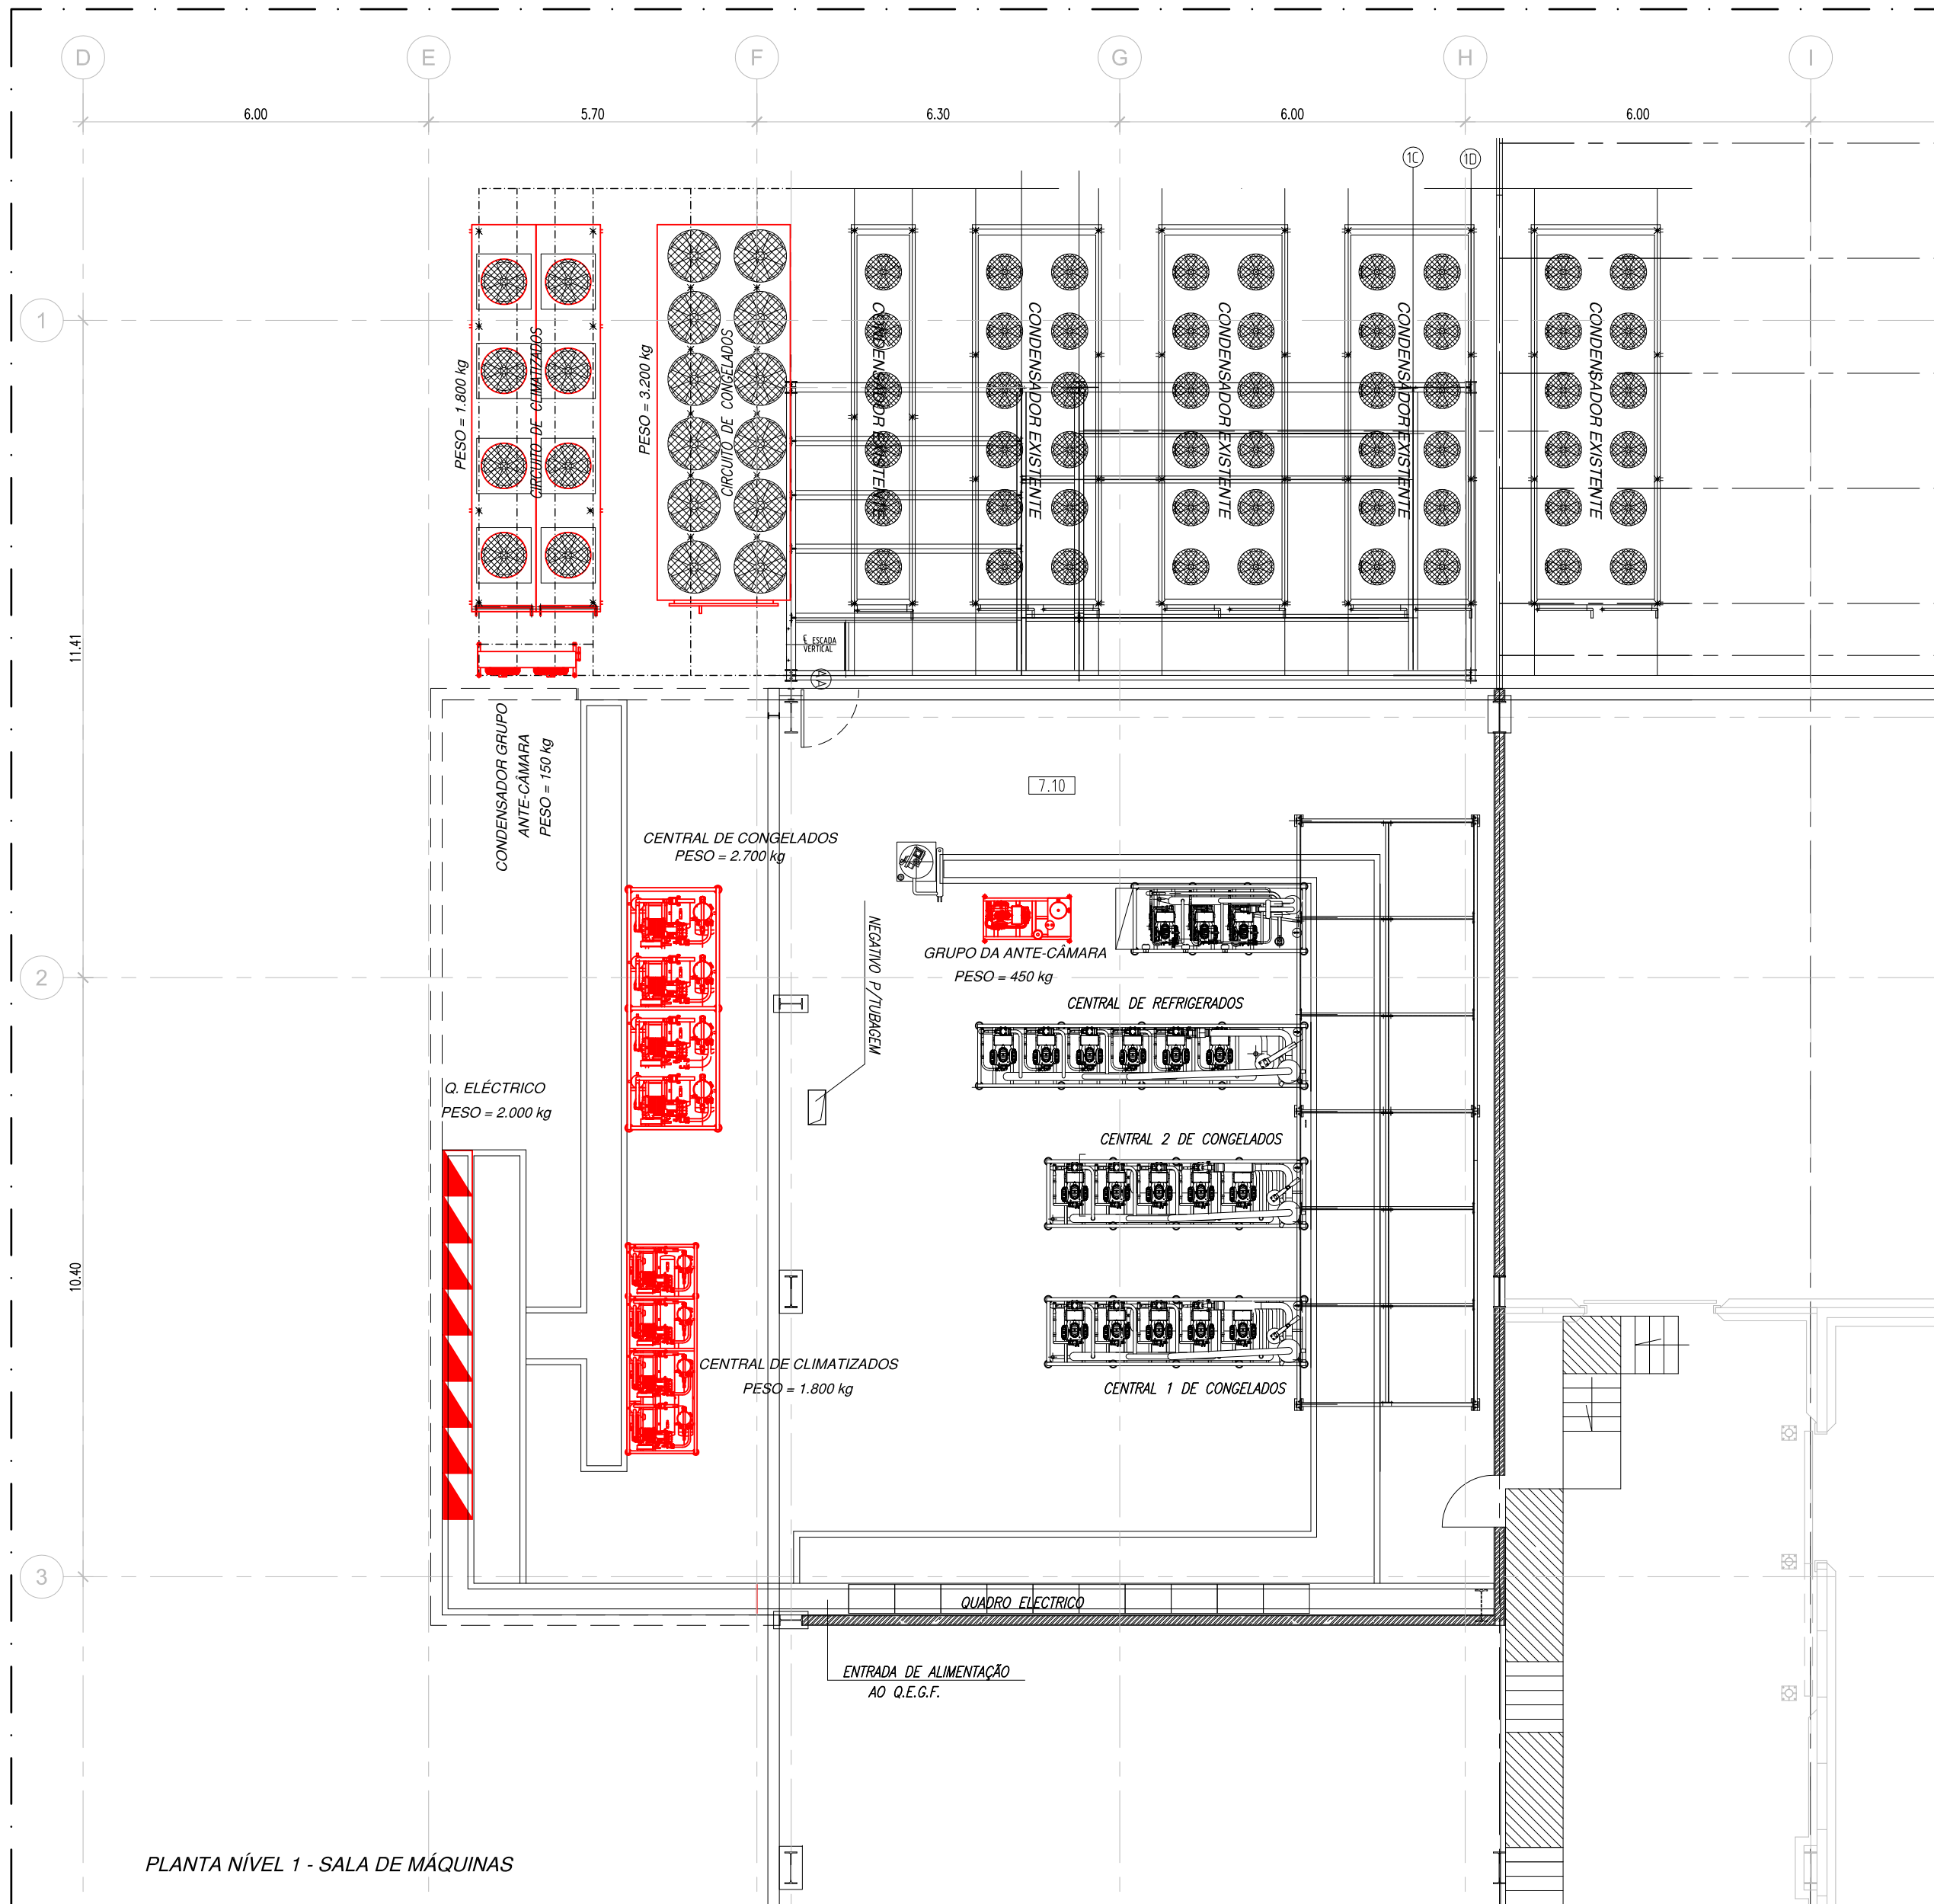 D
E
F
G
H
I
6.00
5.70
6.30
6.00
6.00
1C
1D
1
PESO = 1.800 kg
CIRCUITO DE CLIMATIZADOS
PESO = 3.200 kg
CIRCUITO DE CONGELADOS
CONDENSADOR EXISTENTE
CONDENSADOR EXISTENTE
CONDENSADOR EXISTENTE
CONDENSADOR EXISTENTE
CONDENSADOR EXISTENTE
11.41
ESCADA
VERTICAL
CONDENSADOR GRUPO
ANTE-CÂMARA
PESO = 150 kg
7.10
CENTRAL DE CONGELADOS
PESO = 2.700 kg
NEGATIVO P/TUBAGEM
GRUPO DA ANTE-CÂMARA
PESO = 450 kg
2
CENTRAL DE REFRIGERADOS
Q. ELÉCTRICO
PESO = 2.000 kg
CENTRAL 2 DE CONGELADOS
10.40
CENTRAL DE CLIMATIZADOS
PESO = 1.800 kg
CENTRAL 1 DE CONGELADOS
3
QUADRO ELECTRICO
ENTRADA DE ALIMENTAÇÃO
AO Q.E.G.F.
PLANTA NÍVEL 1 - SALA DE MÁQUINAS